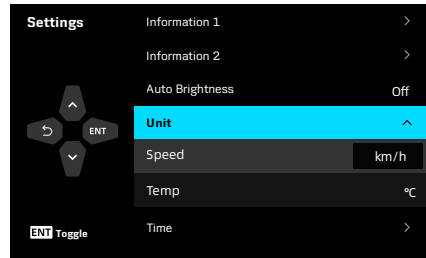 Settings
Information 1
Information 2
Auto Brightness Off
ENT
Unit
Speed km/h
Temp ℃
ENT Toggle
Time